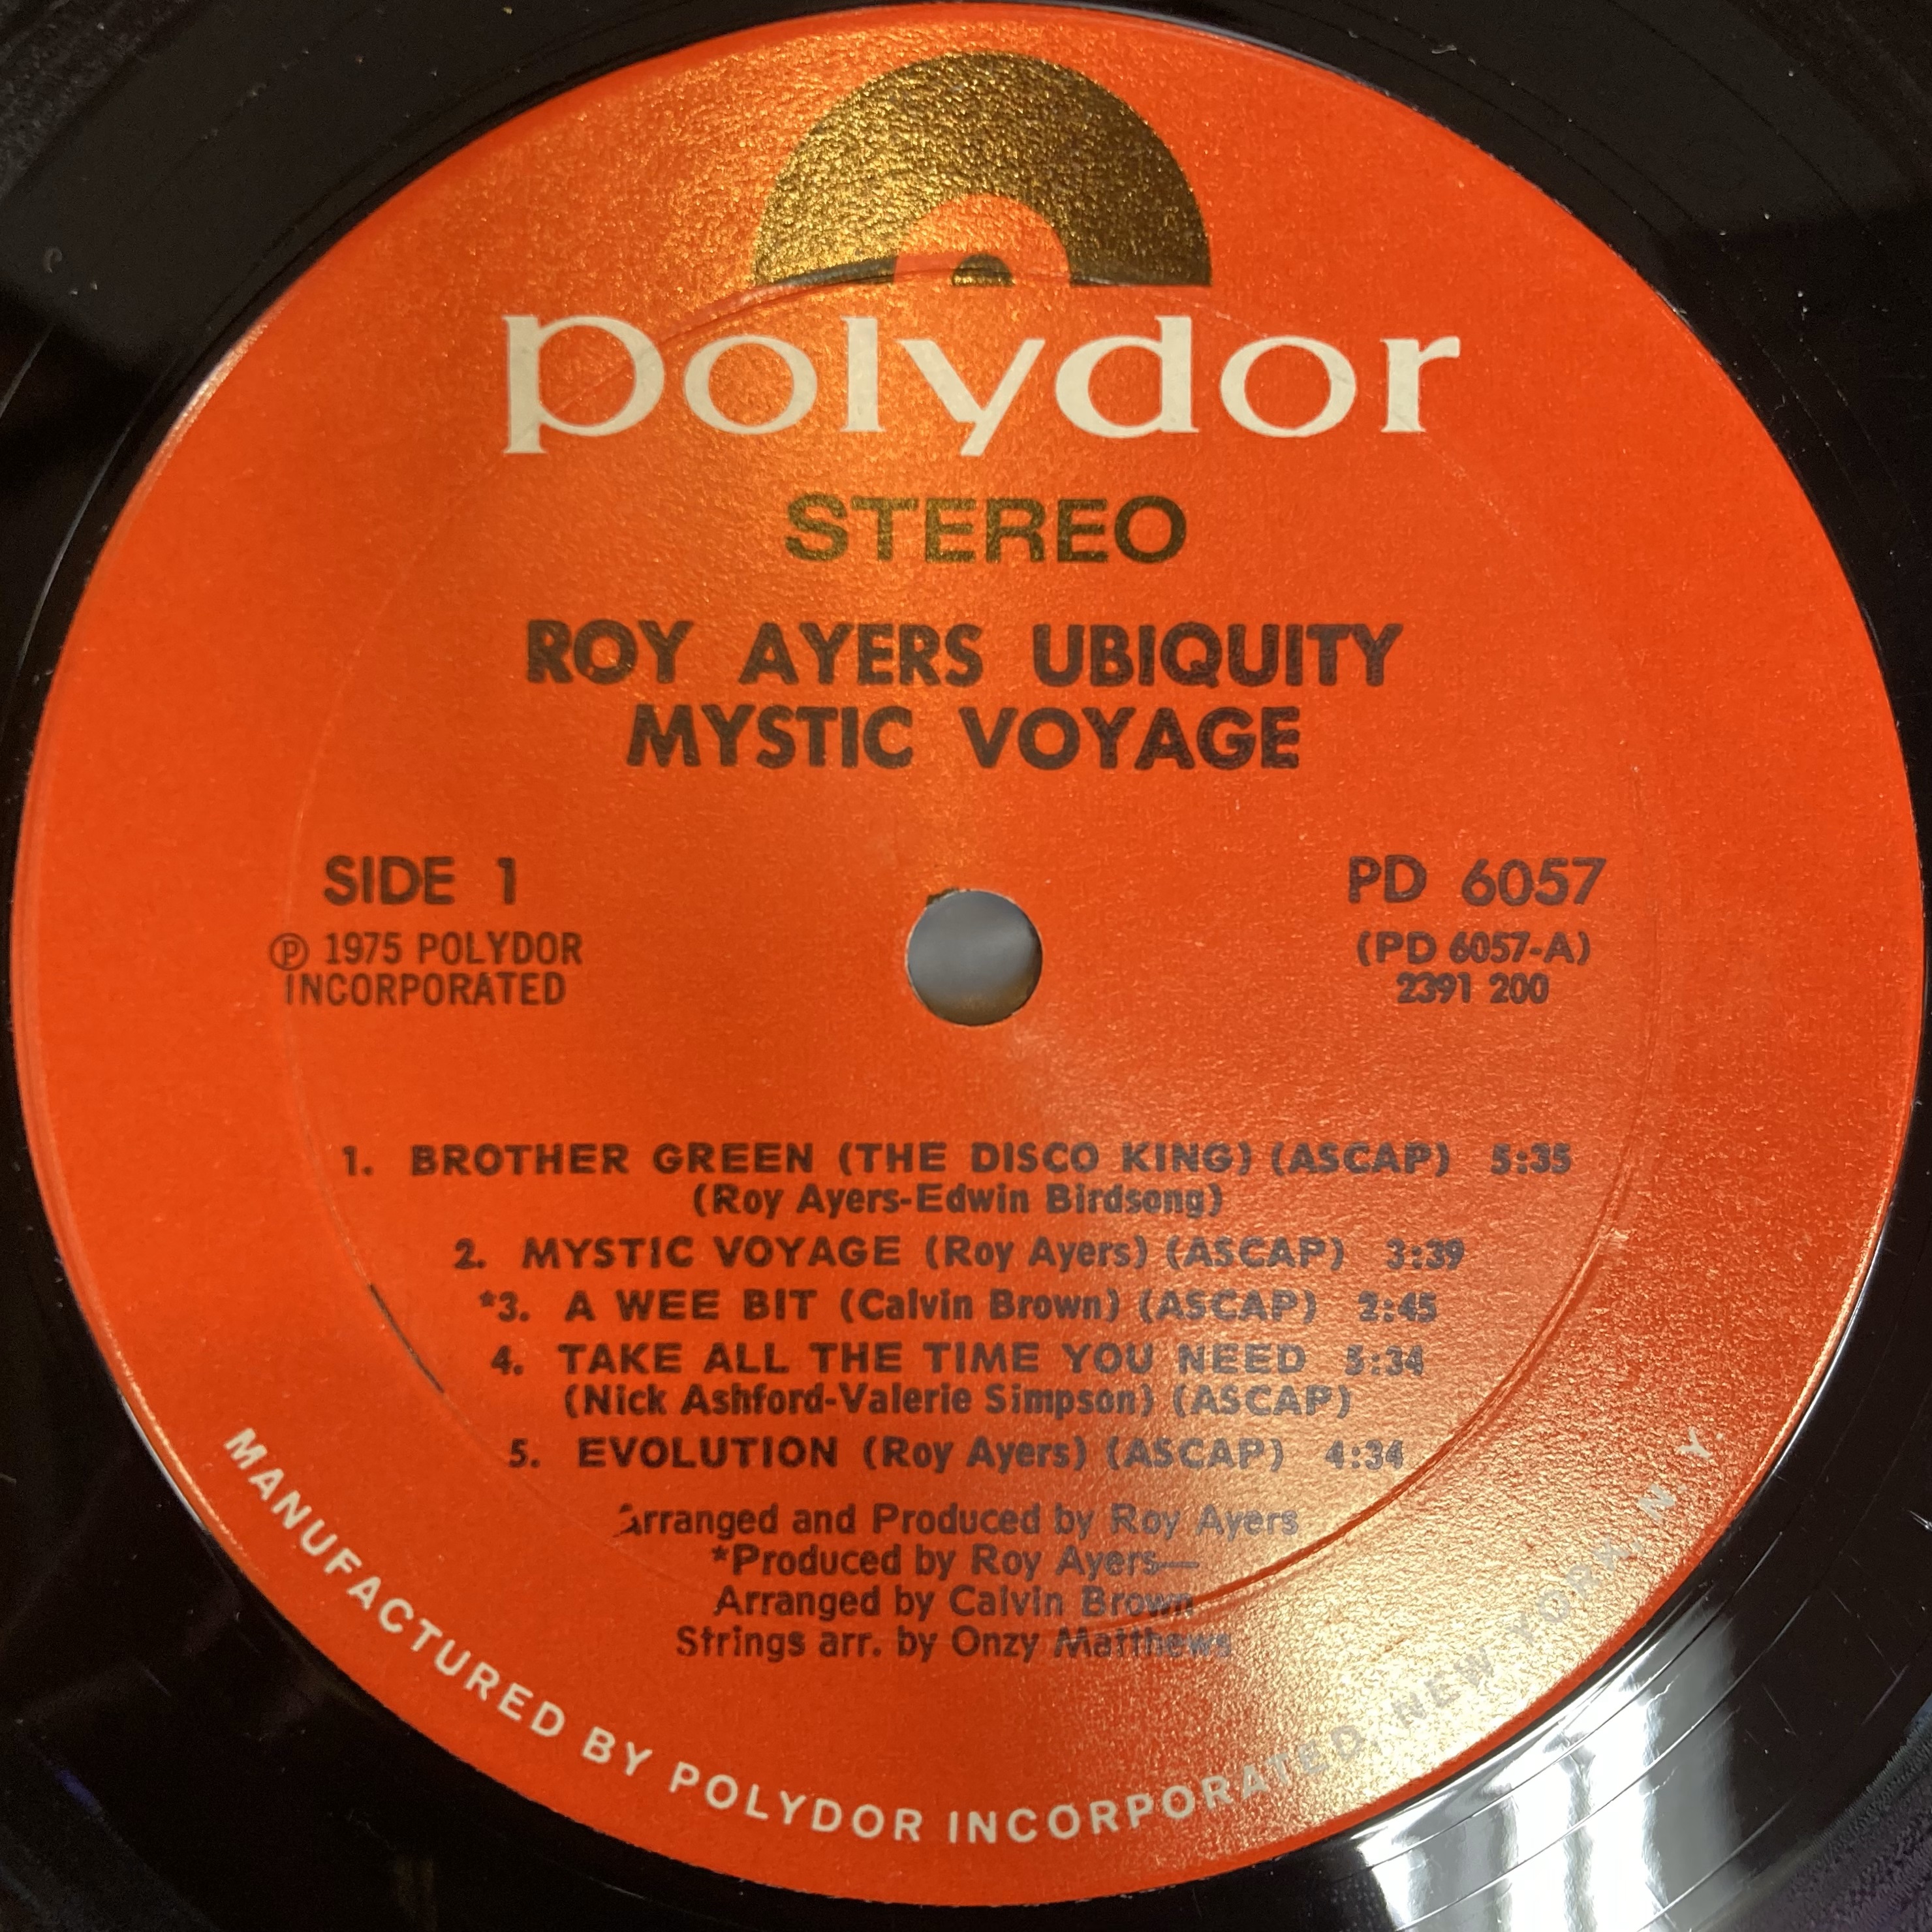 polydor
STEREO
ROY AYERS UBIQUITY
MYSTIC VOYAGE
SIDE 1
℗ 1975 POLYDOR
INCORPORATED
PD 6057
(PD 6057-A)
2391 200
1. BROTHER GREEN (THE DISCO KING) (ASCAP) 5:35
(Roy Ayers-Edwin Birdsong)
2. MYSTIC VOYAGE (Roy Ayers) (ASCAP) 3:39
*3. A WEE BIT (Calvin Brown) (ASCAP) 2:45
4. TAKE ALL THE TIME YOU NEED 5:34
(Nick Ashford-Valerie Simpson) (ASCAP)
5. EVOLUTION (Roy Ayers) (ASCAP) 4:34
Arranged and Produced by Roy Ayers
*Produced by Roy Ayers—
Arranged by Calvin Brown
Strings arr. by Onzy Matthews
MANUFACTURED BY POLYDOR INCORPORATED, NEW YORK, N.Y.